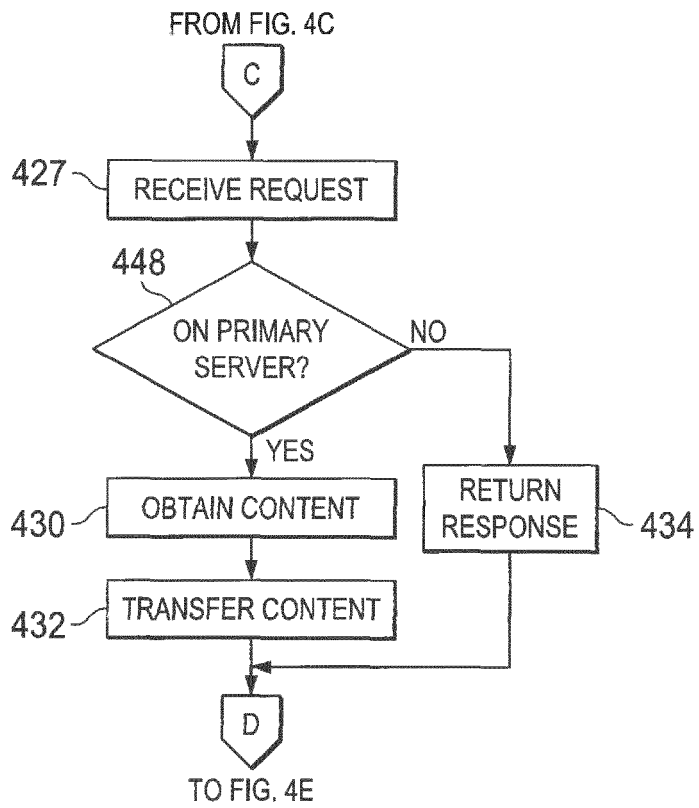 FROM FIG. 4C
C
427
RECEIVE REQUEST
448
ON PRIMARY
SERVER?
NO
YES
430
OBTAIN CONTENT
RETURN
RESPONSE
434
432
TRANSFER CONTENT
D
TO FIG. 4E